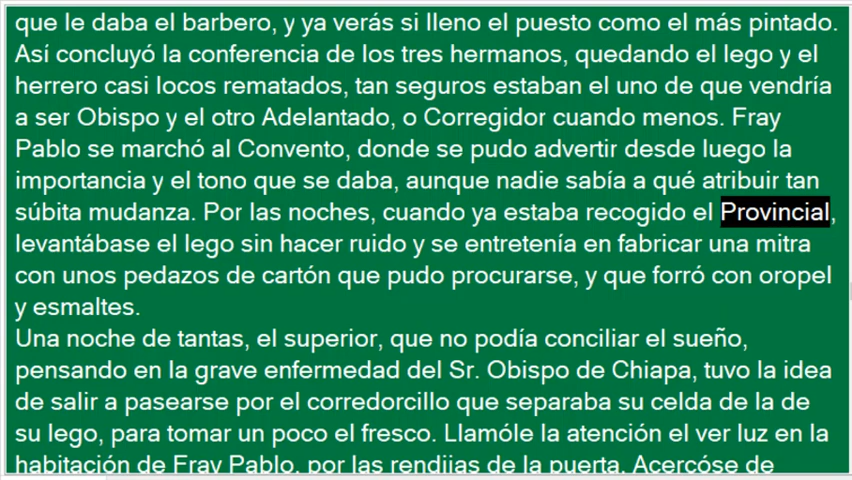 que le daba el barbero, y ya verás si lleno el puesto como el más pintado.
Así concluyó la conferencia de los tres hermanos, quedando el lego y el
herrero casi locos rematados, tan seguros estaban el uno de que vendría
a ser Obispo y el otro Adelantado, o Corregidor cuando menos. Fray
Pablo se marchó al Convento, donde se pudo advertir desde luego la
importancia y el tono que se daba, aunque nadie sabía a qué atribuir tan
súbita mudanza. Por las noches, cuando ya estaba recogido el Provincial,
levantábase el lego sin hacer ruido y se entretenía en fabricar una mitra
con unos pedazos de cartón que pudo procurarse, y que forró con oropel
y esmaltes.
Una noche de tantas, el superior, que no podía conciliar el sueño,
pensando en la grave enfermedad del Sr. Obispo de Chiapa, tuvo la idea
de salir a pasearse por el corredorcillo que separaba su celda de la de
su lego, para tomar un poco el fresco. Llamóle la atención el ver luz en la
habitación de Fray Pablo, por las rendijas de la puerta. Acercóse de